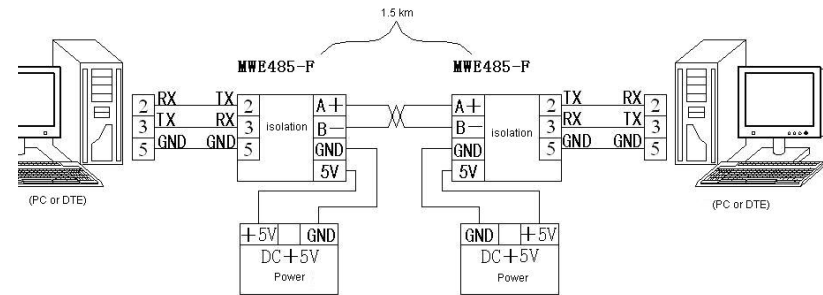 1.5 km
MWE485-F MWE485-F
2 RX TX 2 isolation A+ A+ isolation 2 TX RX 2
3 TX RX 3 B- B- 3 RX TX 3
5 GND GND 5 GND GND 5 GND GND 5
5V 5V
(PC or DTE) (PC or DTE)
+5V GND GND +5V
DC+5V DC+5V
Power Power